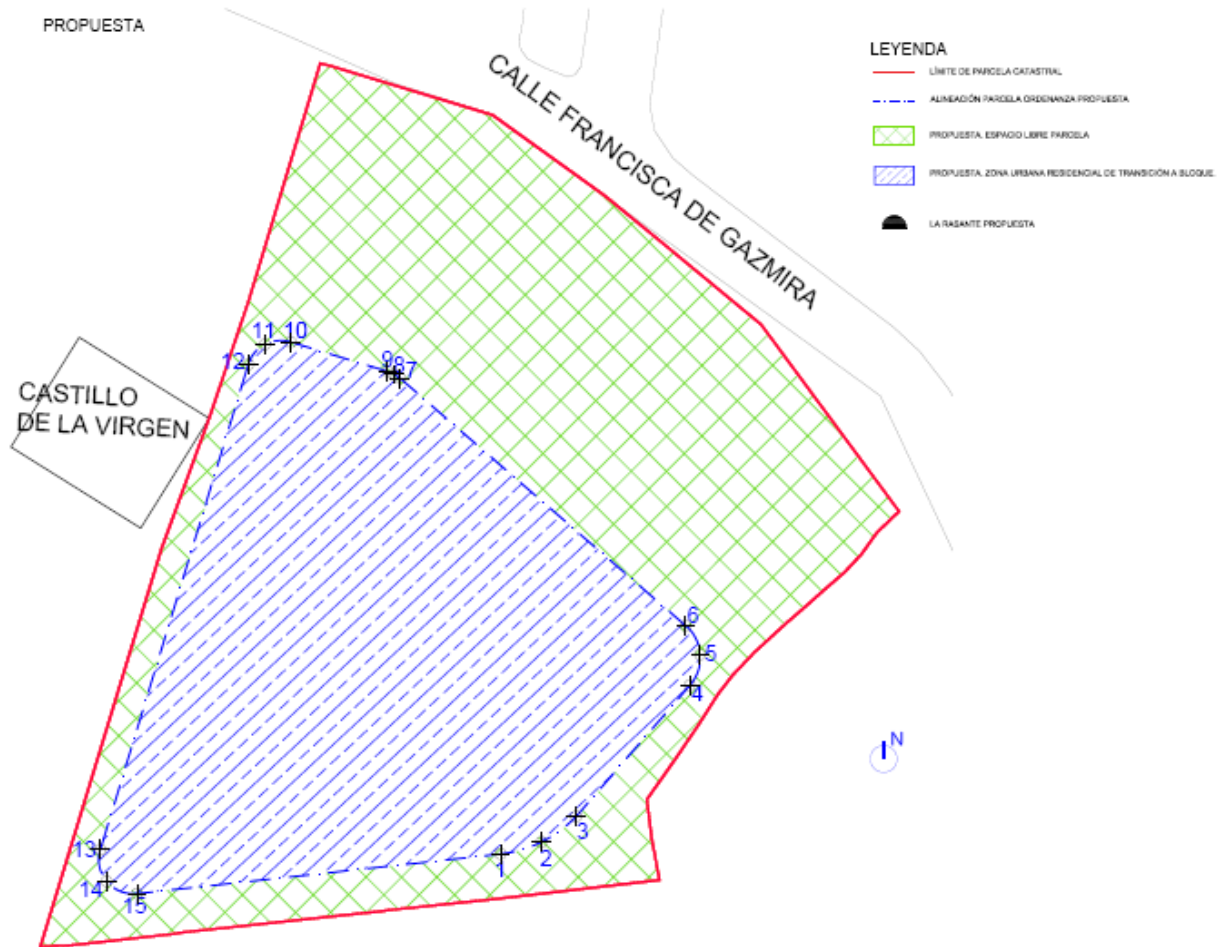 PROPUESTA
CALLE FRANCISCA DE GAZMIRA
LEYENDA
LÍMITE DE PARCELA CATASTRAL
ALINEACIÓN PARCELA ORDENANZA PROPUESTA
PROPUESTA. ESPACIO LIBRE PARCELA
PROPUESTA. ZONA URBANA RESIDENCIAL DE TRANSICIÓN A BLOQUE.
LA RASANTE PROPUESTA
CASTILLO
DE LA VIRGEN
11
10
12
9
8
7
6
5
4
3
2
1
13
14
15
N